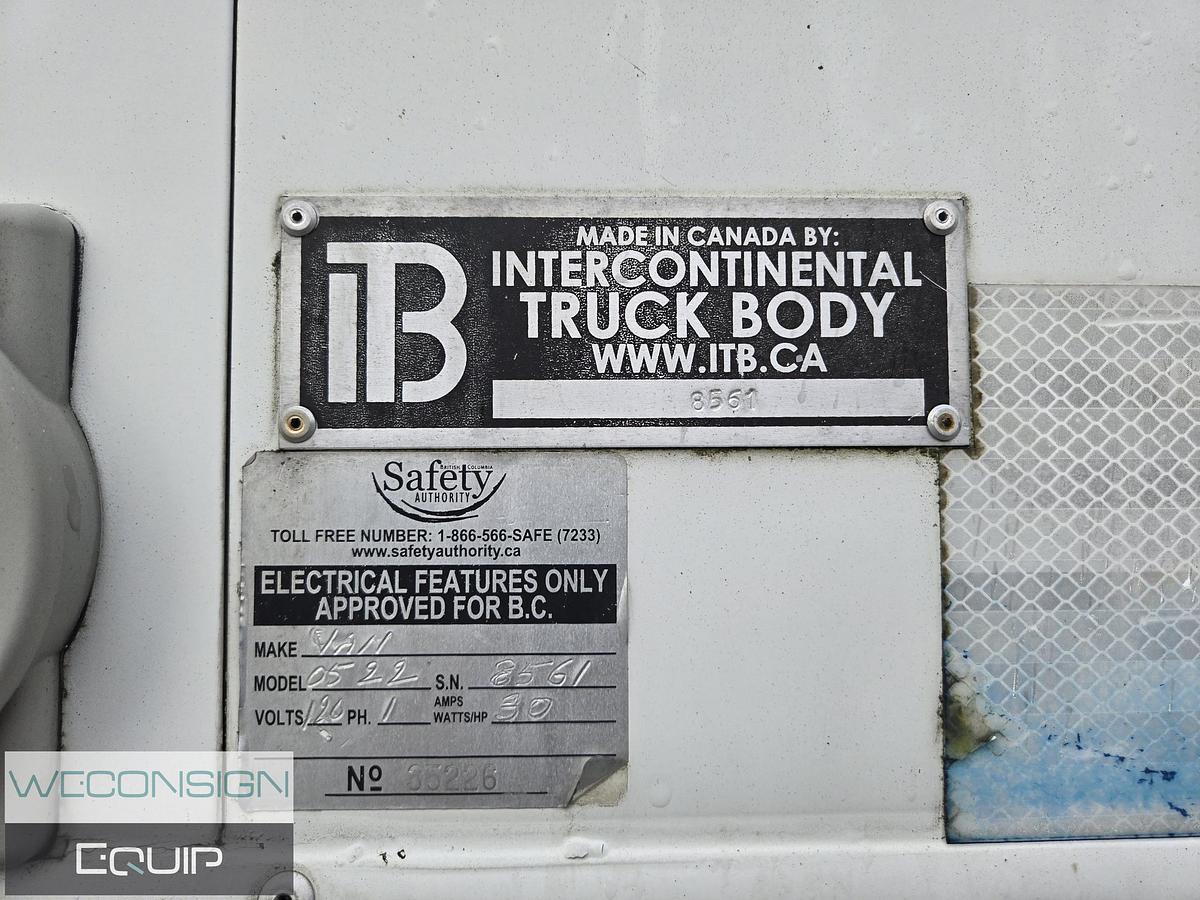 ITB
MADE IN CANADA BY:
INTERCONTINENTAL
TRUCK BODY
WWW.ITB.CA
8561
BRITISH COLUMBIA
Safety
AUTHORITY
TOLL FREE NUMBER: 1-866-566-SAFE (7233)
www.safetyauthority.ca
ELECTRICAL FEATURES ONLY
APPROVED FOR B.C.
MAKE VAN
MODEL 0522 S.N. 8561
VOLTS 120 PH. 1 AMPS WATTS/HP 30
Nº 35226
WECONSIGN
EQUIP